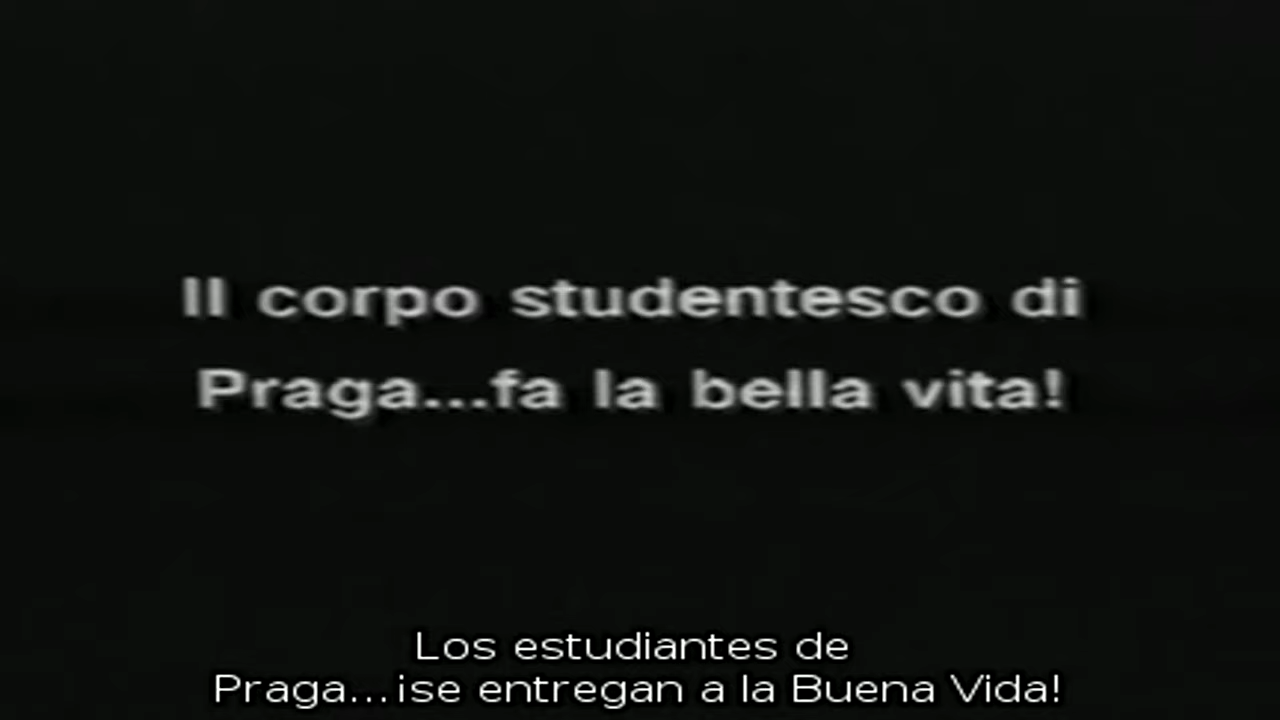 Il corpo studentesco di
Praga...fa la bella vita!
Los estudiantes de
Praga...¡se entregan a la Buena Vida!